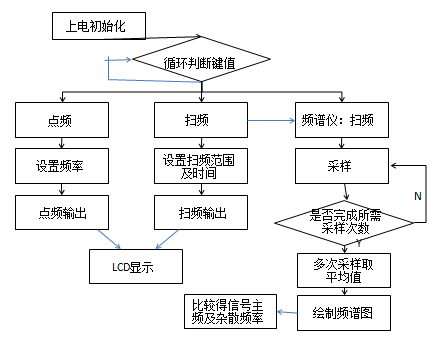 上电初始化
循环判断键值
点频
扫频
频谱仪：扫频
设置频率
设置扫频范围
及时间
采样
N
点频输出
扫频输出
是否完成所需
采样次数
Y
LCD显示
多次采样取
平均值
比较得信号主
频及杂散频率
绘制频谱图